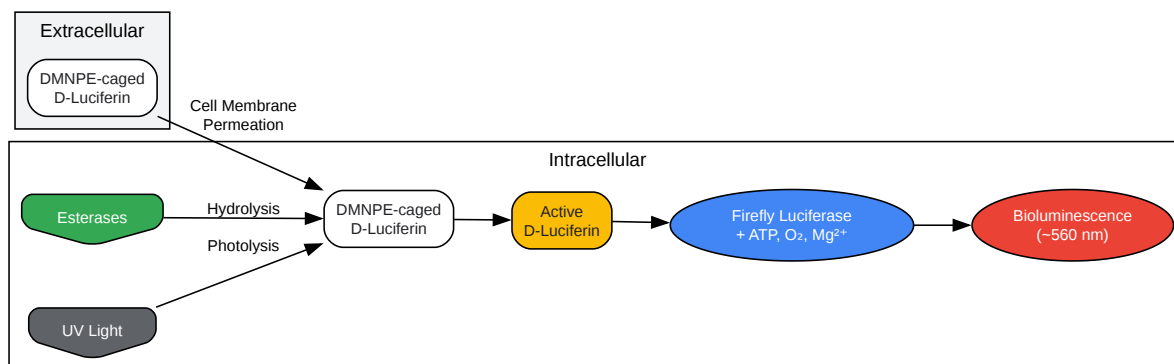 Extracellular
DMNPE-caged
D-Luciferin
Cell Membrane
Permeation
Intracellular
Esterases
Hydrolysis
DMNPE-caged
D-Luciferin
Active
D-Luciferin
Firefly Luciferase
+ ATP, O₂, Mg²⁺
Bioluminescence
(~560 nm)
Photolysis
UV Light